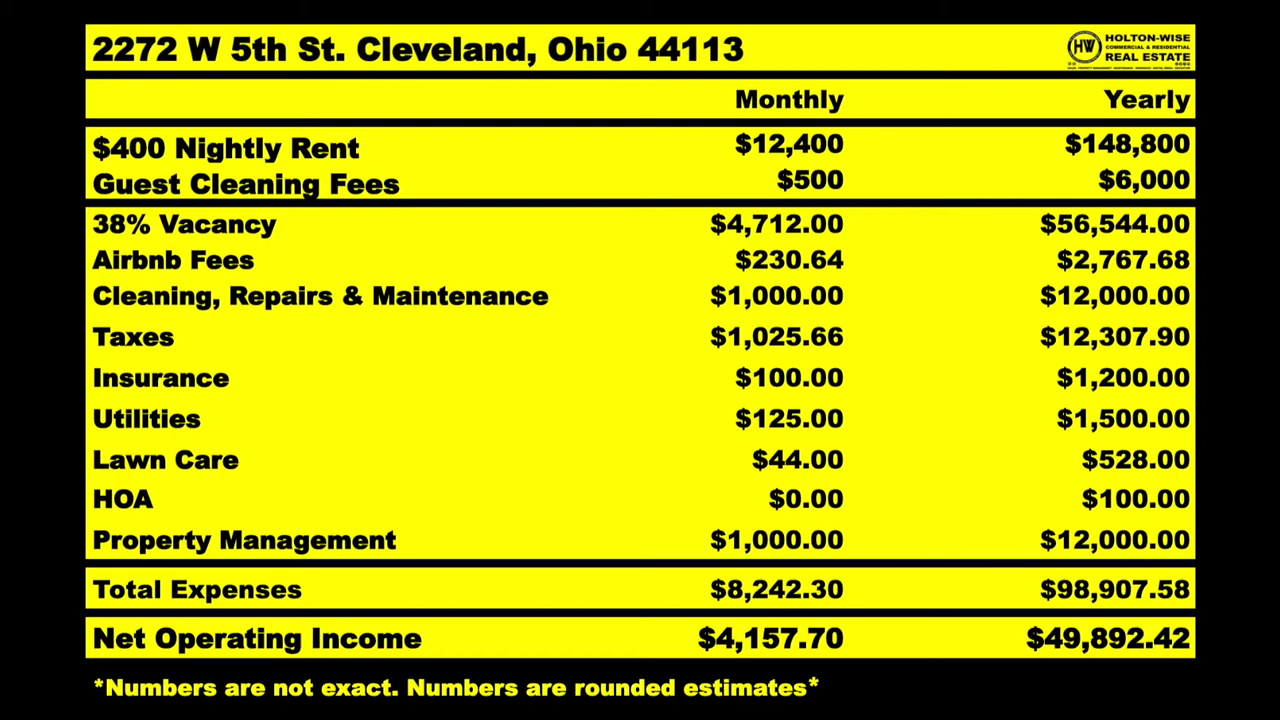 2272 W 5th St. Cleveland, Ohio 44113
HW
HOLTON-WISE
COMMERCIAL & RESIDENTIAL
REAL ESTATE
Monthly Yearly
$400 Nightly Rent $12,400 $148,800
Guest Cleaning Fees $500 $6,000
38% Vacancy $4,712.00 $56,544.00
Airbnb Fees $230.64 $2,767.68
Cleaning, Repairs & Maintenance $1,000.00 $12,000.00
Taxes $1,025.66 $12,307.90
Insurance $100.00 $1,200.00
Utilities $125.00 $1,500.00
Lawn Care $44.00 $528.00
HOA $0.00 $100.00
Property Management $1,000.00 $12,000.00
Total Expenses $8,242.30 $98,907.58
Net Operating Income $4,157.70 $49,892.42
*Numbers are not exact. Numbers are rounded estimates*